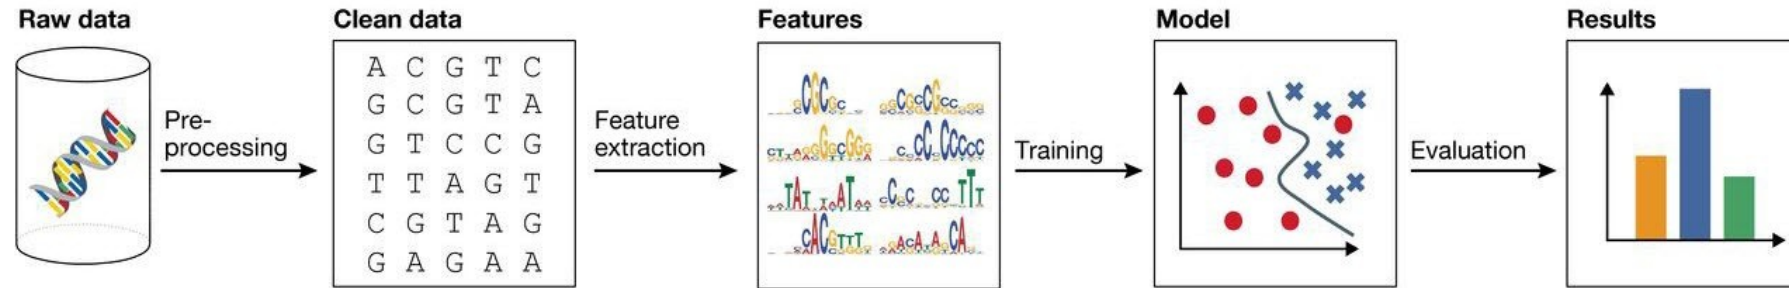 Raw data
Pre-
processing
Clean data
A C G T C
G C G T A
G T C C G
T T A G T
C G T A G
G A G A A
Feature
extraction
Features
Training
Model
Evaluation
Results